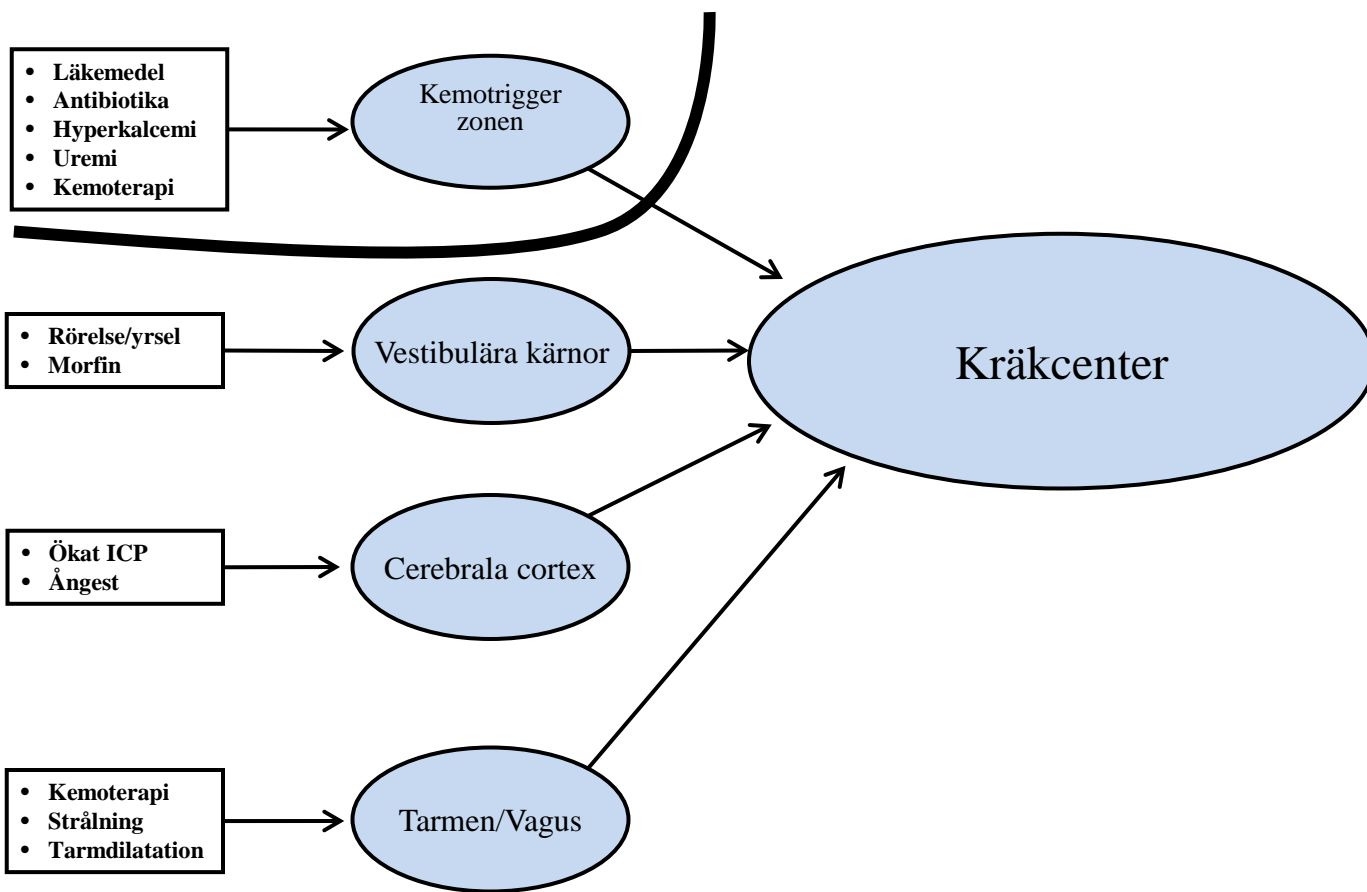 • Läkemedel
• Antibiotika
• Hyperkalcemi
• Uremi
• Kemoterapi
Kemotrigger
zonen
• Rörelse/yrsel
• Morfin
Vestibulära kärnor
Kräkcenter
• Ökat ICP
• Ångest
Cerebrala cortex
• Kemoterapi
• Strålning
• Tarmdilatation
Tarmen/Vagus